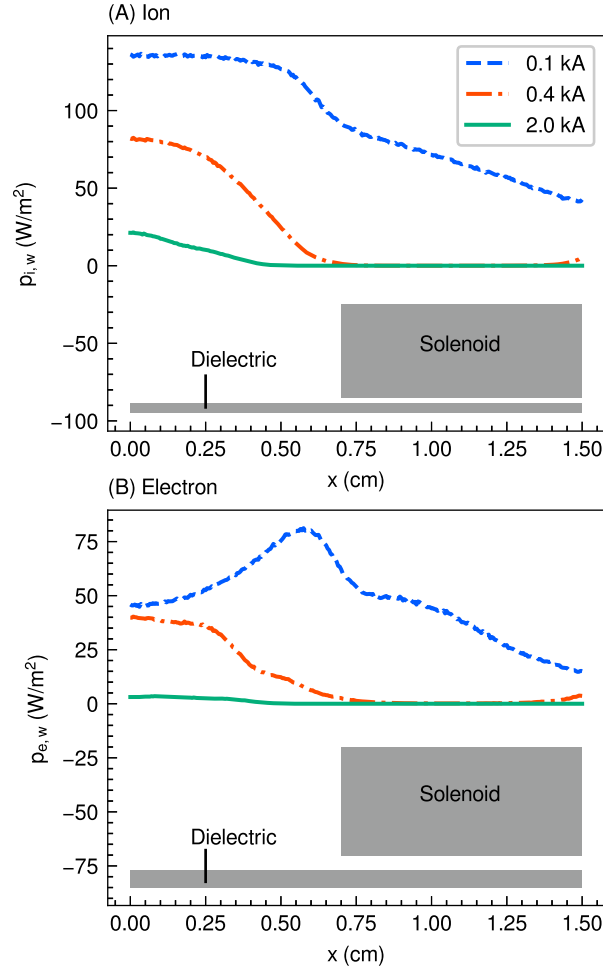 (A) Ion
0.1 kA
0.4 kA
2.0 kA
100
50
0
−50
−100
p_{i,w} (W/m²)
Solenoid
Dielectric
0.00 0.25 0.50 0.75 1.00 1.25 1.50
x (cm)
(B) Electron
75
50
25
0
−25
−50
−75
p_{e,w} (W/m²)
Solenoid
Dielectric
0.00 0.25 0.50 0.75 1.00 1.25 1.50
x (cm)